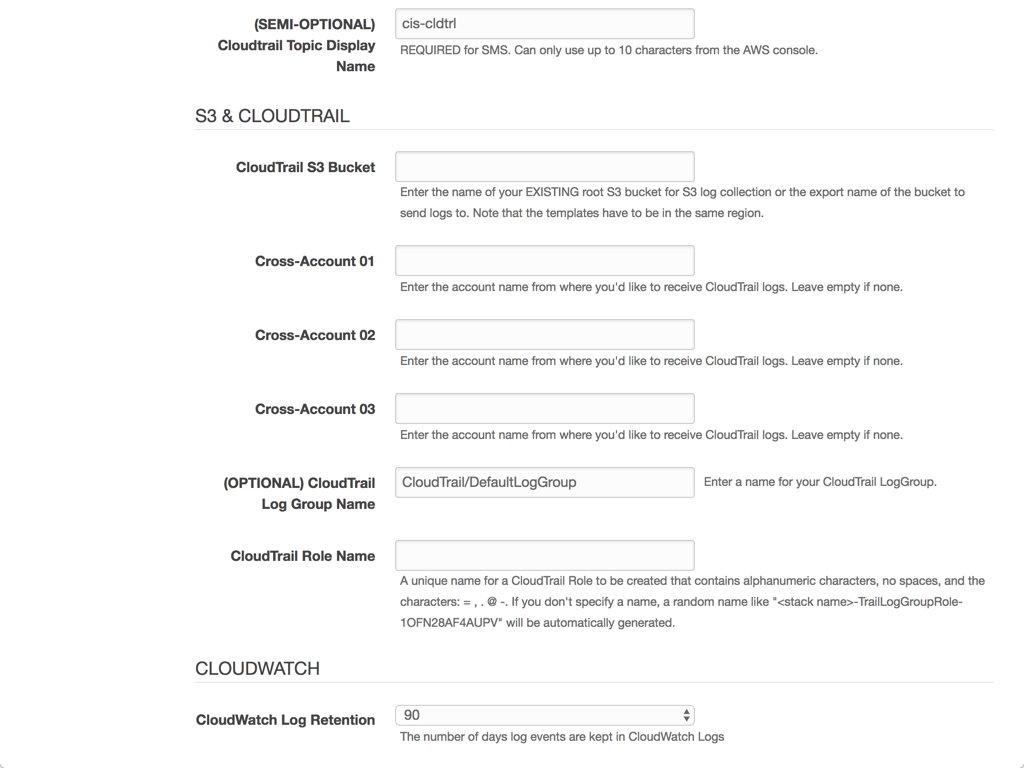 (SEMI-OPTIONAL)
Cloudtrail Topic Display
Name
cis-cldtrl
REQUIRED for SMS. Can only use up to 10 characters from the AWS console.
S3 & CLOUDTRAIL
CloudTrail S3 Bucket
Enter the name of your EXISTING root S3 bucket for S3 log collection or the export name of the bucket to
send logs to. Note that the templates have to be in the same region.
Cross-Account 01
Enter the account name from where you'd like to receive CloudTrail logs. Leave empty if none.
Cross-Account 02
Enter the account name from where you'd like to receive CloudTrail logs. Leave empty if none.
Cross-Account 03
Enter the account name from where you'd like to receive CloudTrail logs. Leave empty if none.
(OPTIONAL) CloudTrail
Log Group Name
CloudTrail/DefaultLogGroup
Enter a name for your CloudTrail LogGroup.
CloudTrail Role Name
A unique name for a CloudTrail Role to be created that contains alphanumeric characters, no spaces, and the
characters: = , . @ -. If you don't specify a name, a random name like "<stack name>-TrailLogGroupRole-
1OFN28AF4AUPV" will be automatically generated.
CLOUDWATCH
CloudWatch Log Retention
90
The number of days log events are kept in CloudWatch Logs